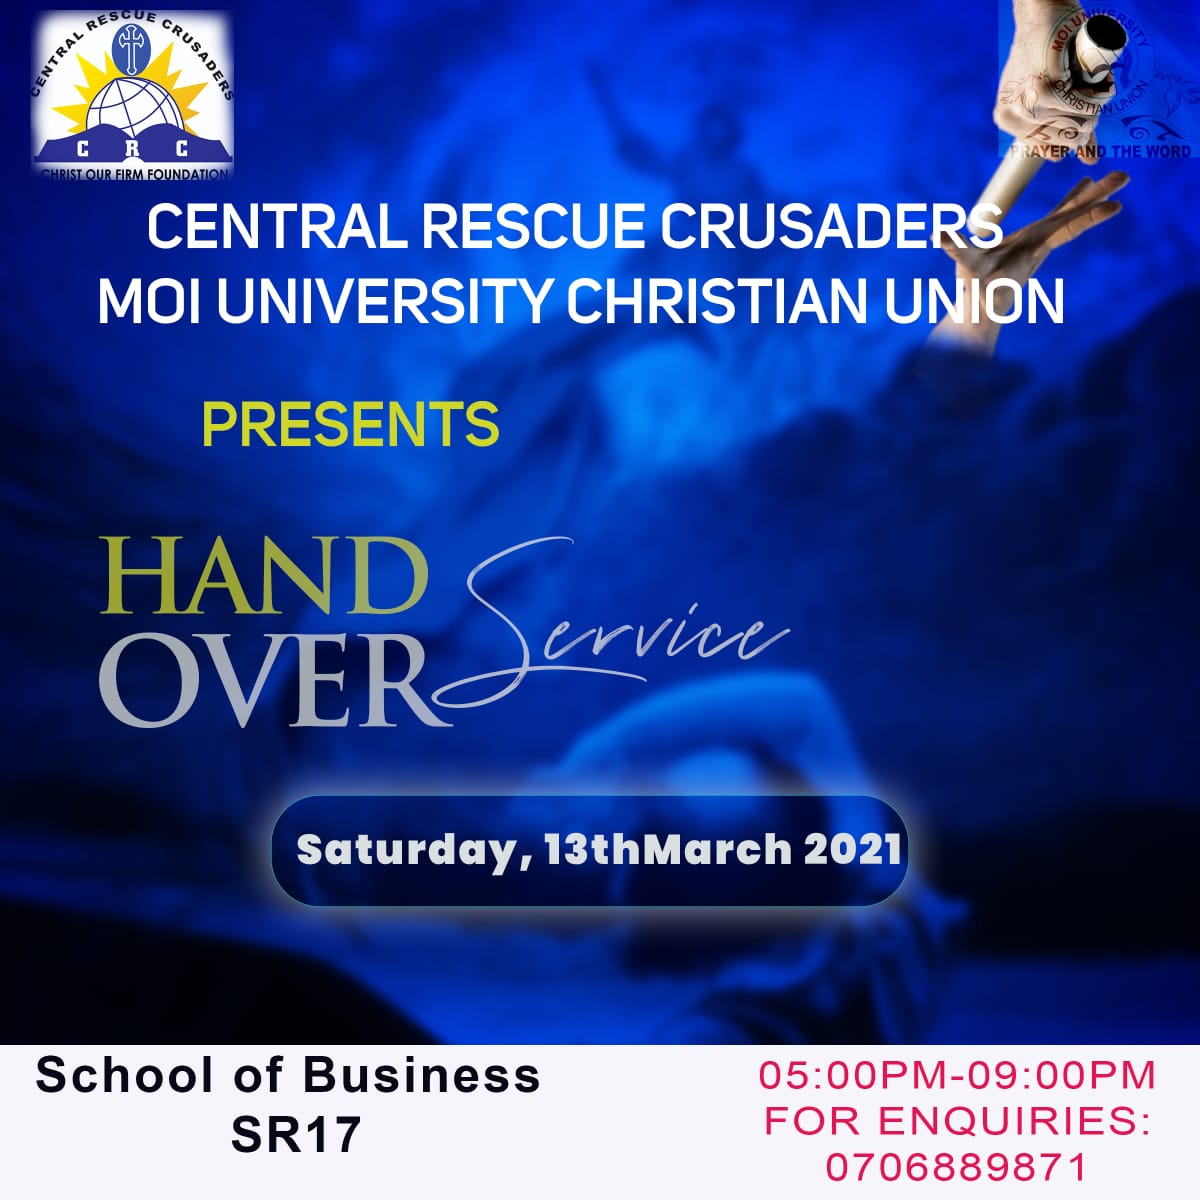 CENTRAL RESCUE CRUSADERS
C R C
CHRIST OUR FIRM FOUNDATION
MOI UNIVERSITY
CHRISTIAN UNION
PRAYER AND THE WORD
CENTRAL RESCUE CRUSADERS
MOI UNIVERSITY CHRISTIAN UNION
PRESENTS
HAND
OVER Service
Saturday, 13thMarch 2021
School of Business
SR17
05:00PM-09:00PM
FOR ENQUIRIES:
0706889871